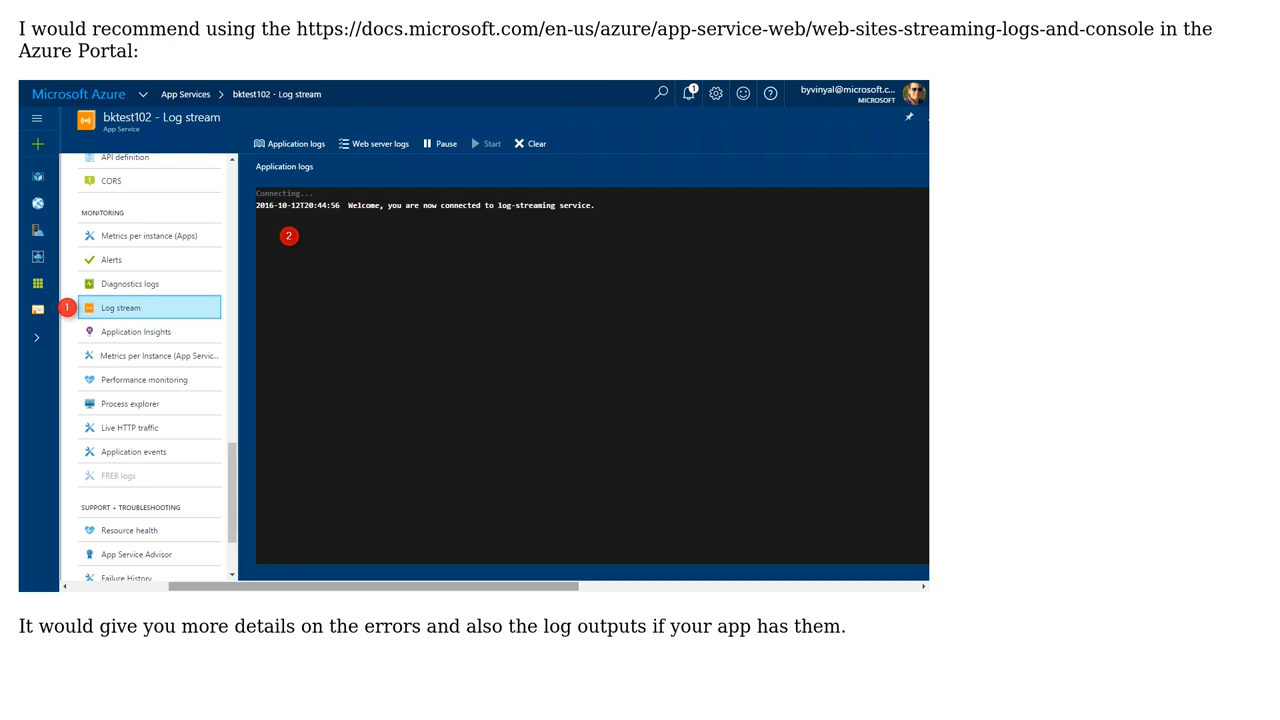 I would recommend using the https://docs.microsoft.com/en-us/azure/app-service-web/web-sites-streaming-logs-and-console in the
Azure Portal:
Microsoft Azure App Services > bktest102 - Log stream 1 byvinyal@microsoft.c...
MICROSOFT
bktest102 - Log stream
App Service
Application logs Web server logs Pause Start Clear
API definition
Application logs
CORS
Connecting...
2016-10-12T20:44:56 Welcome, you are now connected to log-streaming service.
MONITORING
Metrics per instance (Apps)
2
Alerts
Diagnostics logs
1 Log stream
Application Insights
Metrics per Instance (App Servic...
Performance monitoring
Process explorer
Live HTTP traffic
Application events
FREB logs
SUPPORT + TROUBLESHOOTING
Resource health
App Service Advisor
Failure History
It would give you more details on the errors and also the log outputs if your app has them.